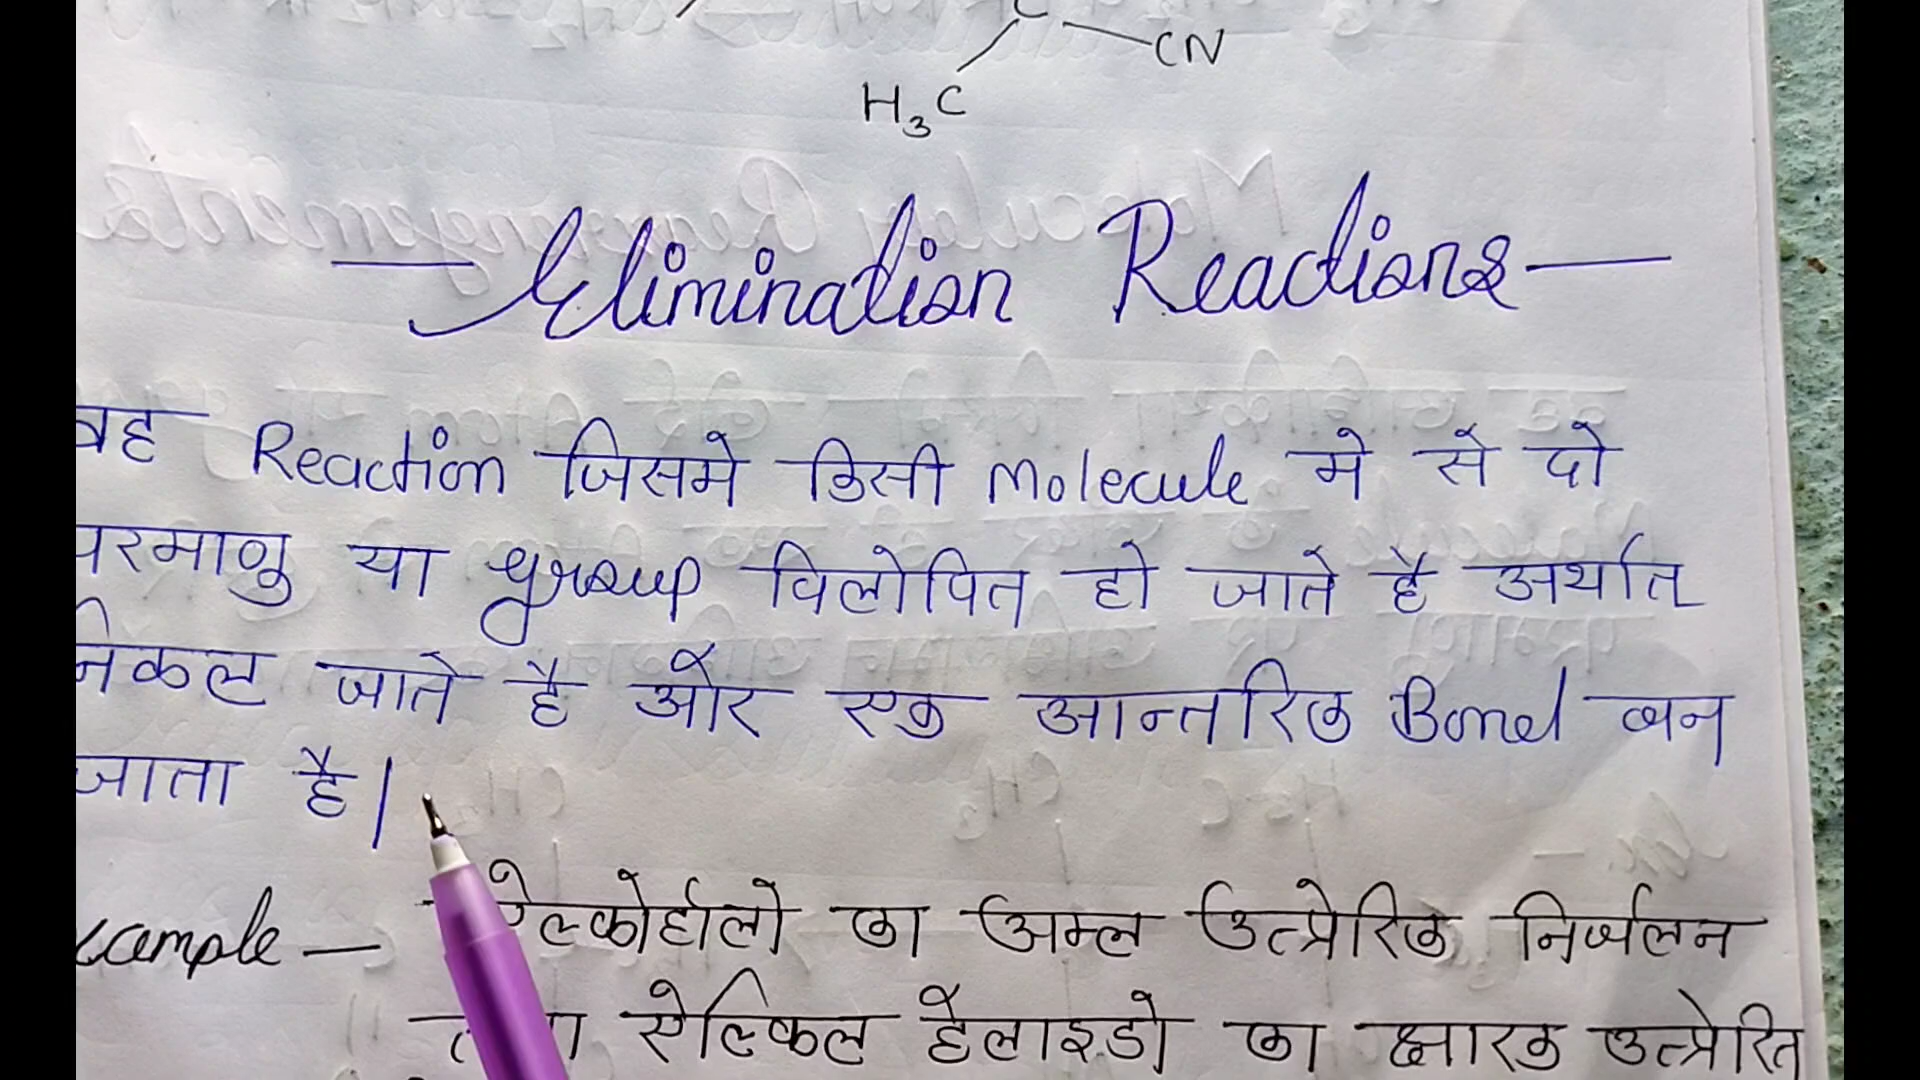 CN
H₃C
Elimination Reactions
वह Reaction जिसमे किसी Molecule मे से दो
परमाणु या group विलोपित हो जाते है अर्थात
निकल जाते है और एक आन्तरिक Bond बन
जाता है।
xample — ऐल्कोहॉलो का अम्ल उत्प्रेरिक निर्जलन
ऐल्किल हैलाइडो का क्षारक उत्प्रेरित